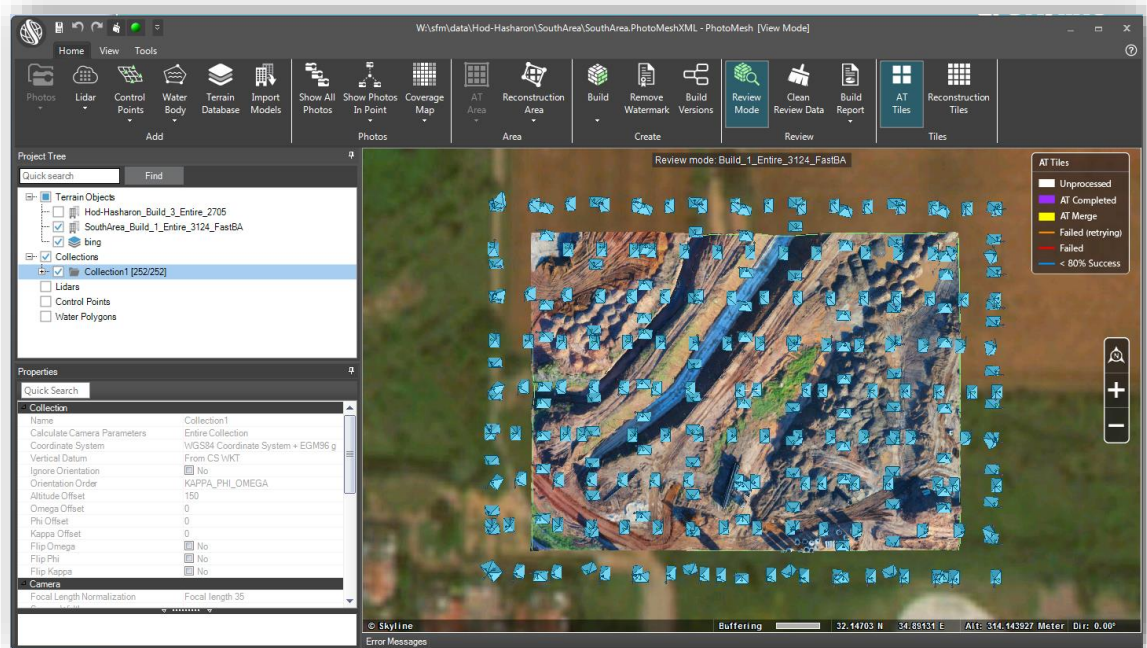 W:\sfm\data\Hod-Hasharon\SouthArea\SouthArea.PhotoMeshXML - PhotoMesh [View Mode]
Home View Tools
Photos Lidar Control Points Water Body Terrain Database Import Models Show All Photos Show Photos In Point Coverage Map AT Area Reconstruction Area Build Remove Watermark Build Versions Review Mode Clean Review Data Build Report AT Tiles Reconstruction Tiles
Add Photos Area Create Review Tiles
Project Tree
Quick search Find
Terrain Objects
Hod-Hasharon_Build_3_Entire_2705
SouthArea_Build_1_Entire_3124_FastBA
bing
Collections
Collection1 [252/252]
Lidars
Control Points
Water Polygons
Properties
Quick Search
Collection
Name Collection1
Calculate Camera Parameters Entire Collection
Coordinate System WGS84 Coordinate System + EGM96 g
Vertical Datum From CS WKT
Ignore Orientation No
Orientation Order KAPPA_PHI_OMEGA
Altitude Offset 150
Omega Offset 0
Phi Offset 0
Kappa Offset 0
Flip Omega No
Flip Phi No
Flip Kappa No
Camera
Focal Length Normalization Focal length 35
Review mode: Build_1_Entire_3124_FastBA
AT Tiles
Unprocessed
AT Completed
AT Merge
Failed (retrying)
Failed
< 80% Success
N
© Skyline Buffering 32.14703 N 34.89131 E Alt: 314.143927 Meter Dir: 0.00°
Error Messages